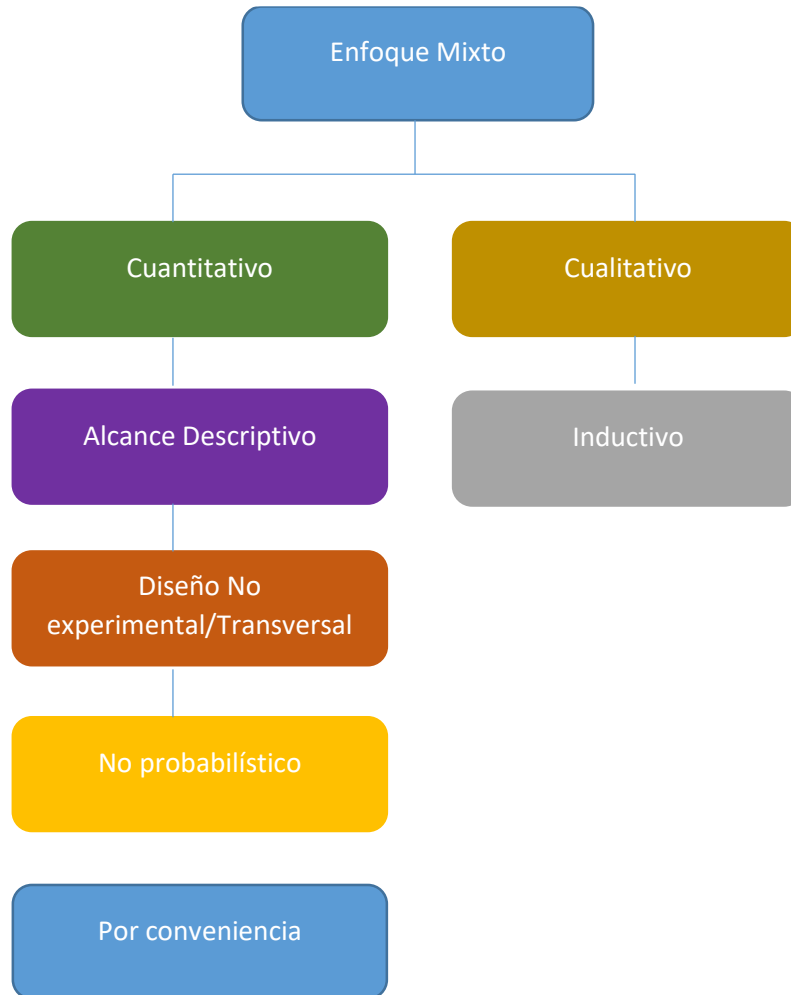 Enfoque Mixto
Cuantitativo
Cualitativo
Alcance Descriptivo
Inductivo
Diseño No
experimental/Transversal
No probabilístico
Por conveniencia